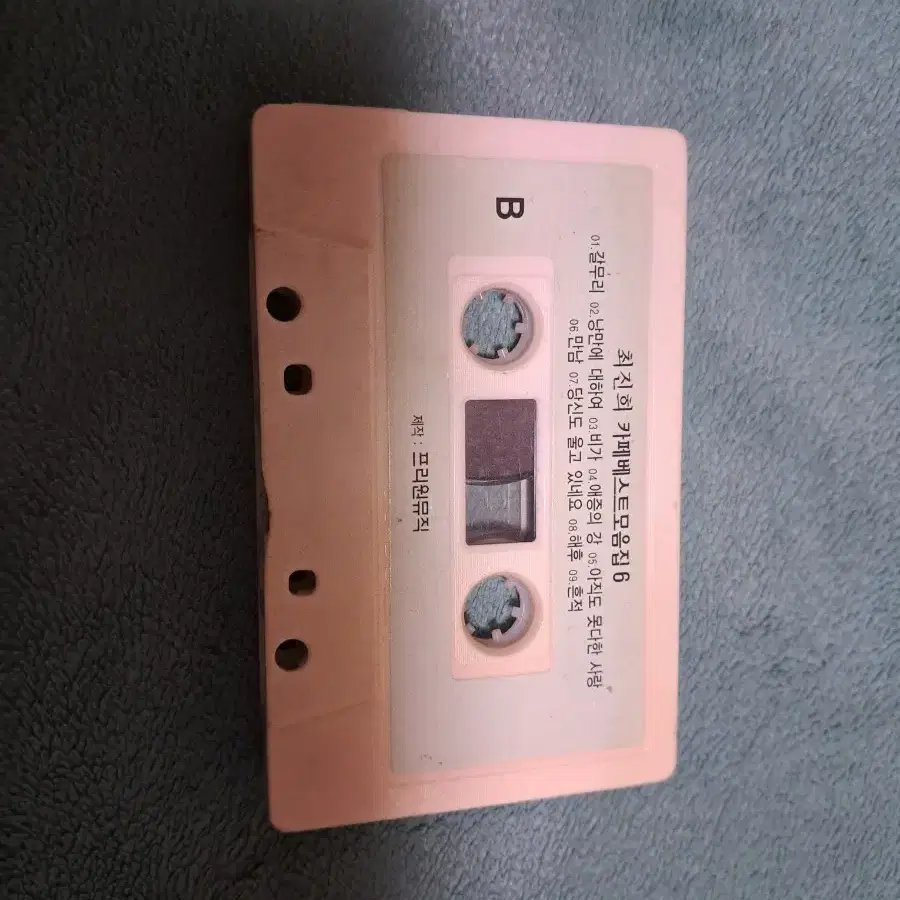 최진희 카페베스트모음집 6
01.갈무리 02.낭만에 대하여 03.비가 04.애증의 강 05.아직도 못다한 사랑
06.만남 07.당신도 울고 있네요 08.해후 09.흔적
B
제작 : 프리원뮤직